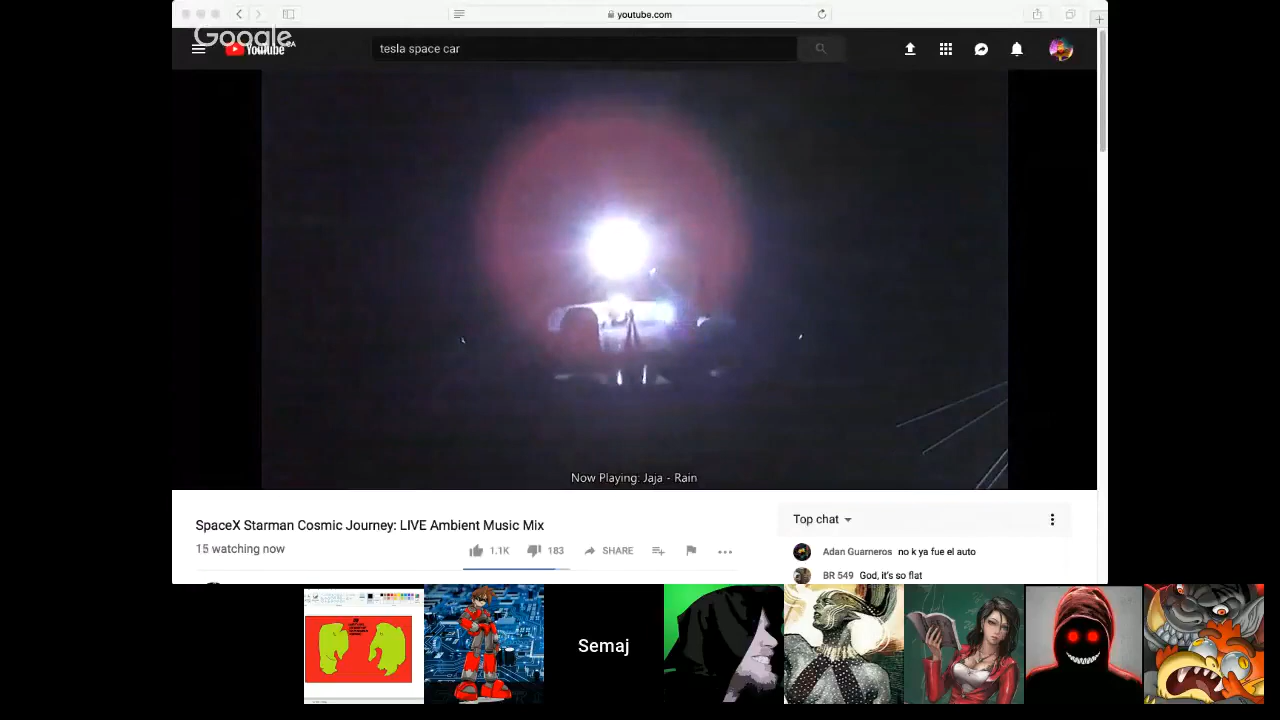 youtube.com
Google
YouTube CA
tesla space car
Now Playing: Jaja - Rain
SpaceX Starman Cosmic Journey: LIVE Ambient Music Mix
15 watching now
1.1K
183
SHARE
Top chat
Adan Guarneros no k ya fue el auto
BR 549 God, it's so flat
Semaj